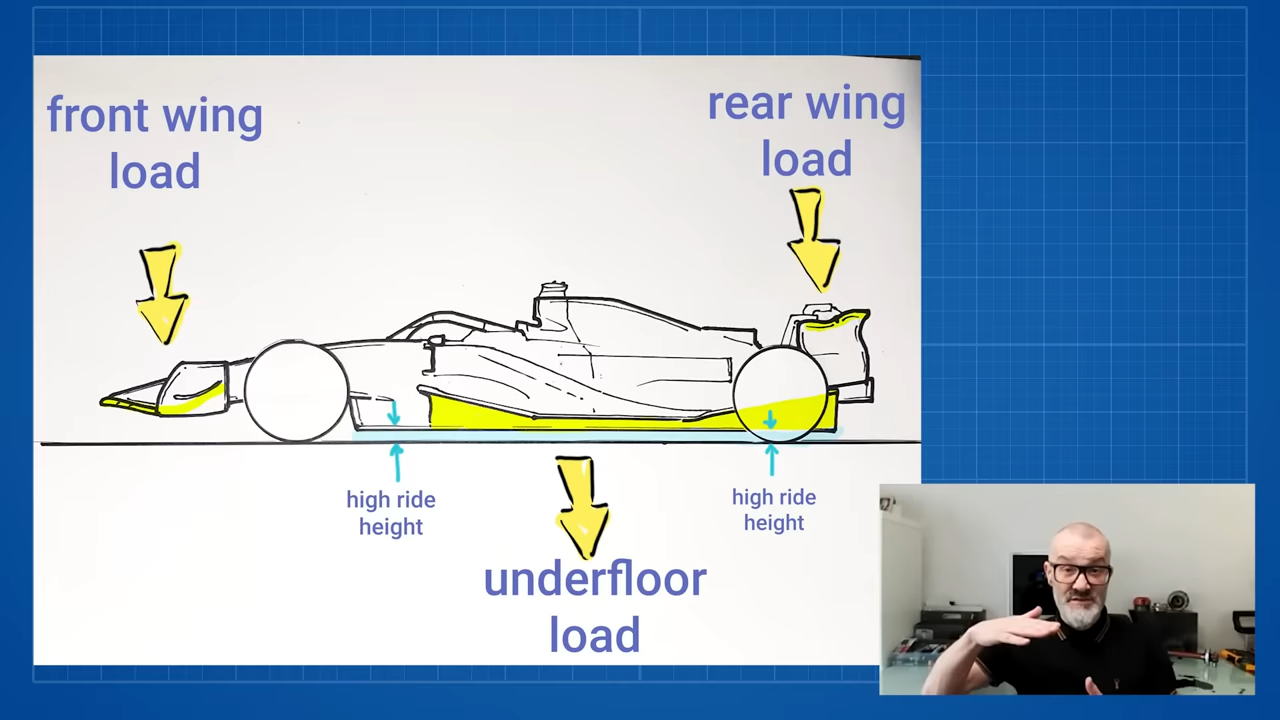 front wing
load
rear wing
load
high ride
height
high ride
height
underfloor
load